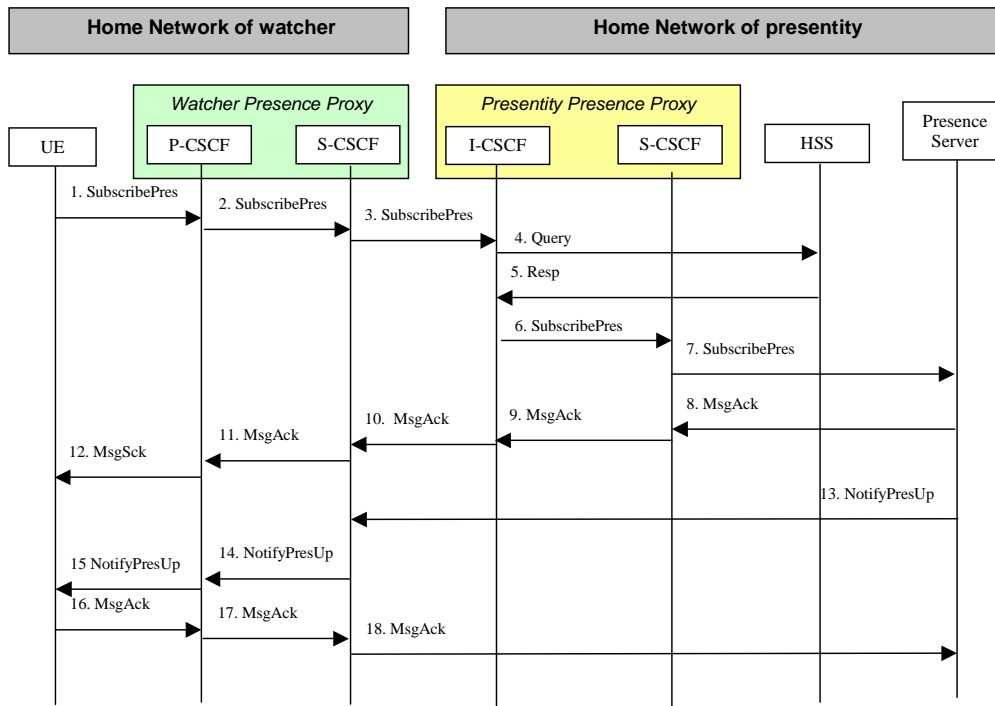 Home Network of watcher
Home Network of presentity
Watcher Presence Proxy
Presentity Presence Proxy
UE
P-CSCF
S-CSCF
I-CSCF
S-CSCF
HSS
Presence
Server
1. SubscribePres
2. SubscribePres
3. SubscribePres
4. Query
5. Resp
6. SubscribePres
7. SubscribePres
8. MsgAck
9. MsgAck
10. MsgAck
11. MsgAck
12. MsgSck
13. NotifyPresUp
14. NotifyPresUp
15 NotifyPresUp
16. MsgAck
17. MsgAck
18. MsgAck